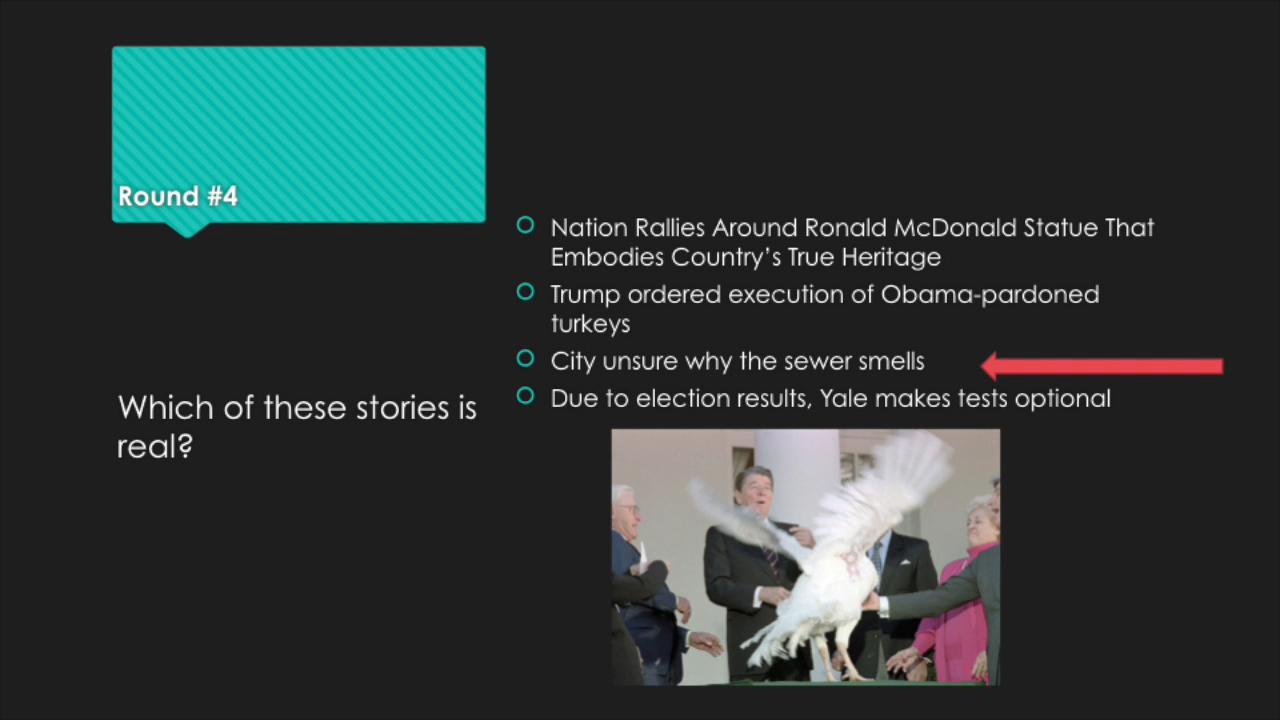 Round #4
Which of these stories is
real?
Nation Rallies Around Ronald McDonald Statue That
Embodies Country’s True Heritage
Trump ordered execution of Obama-pardoned
turkeys
City unsure why the sewer smells
Due to election results, Yale makes tests optional